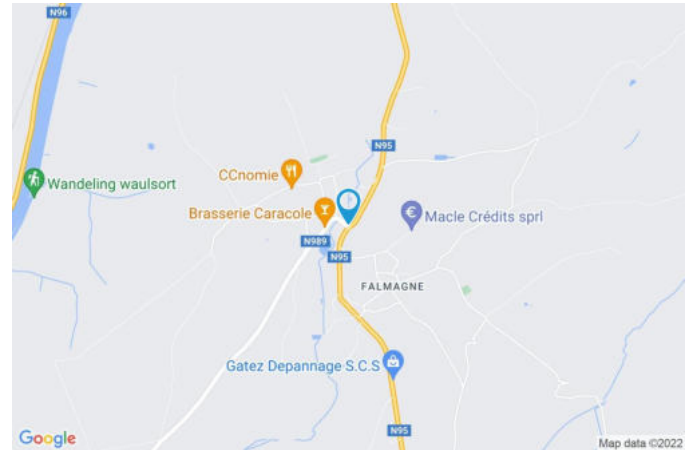 N96
N95
CCnomie
Wandeling waulsort
Brasserie Caracole
Macle Crédits sprl
N989
N95
FALMAGNE
Gatez Depannage S.C.S
N95
Google
Map data ©2022